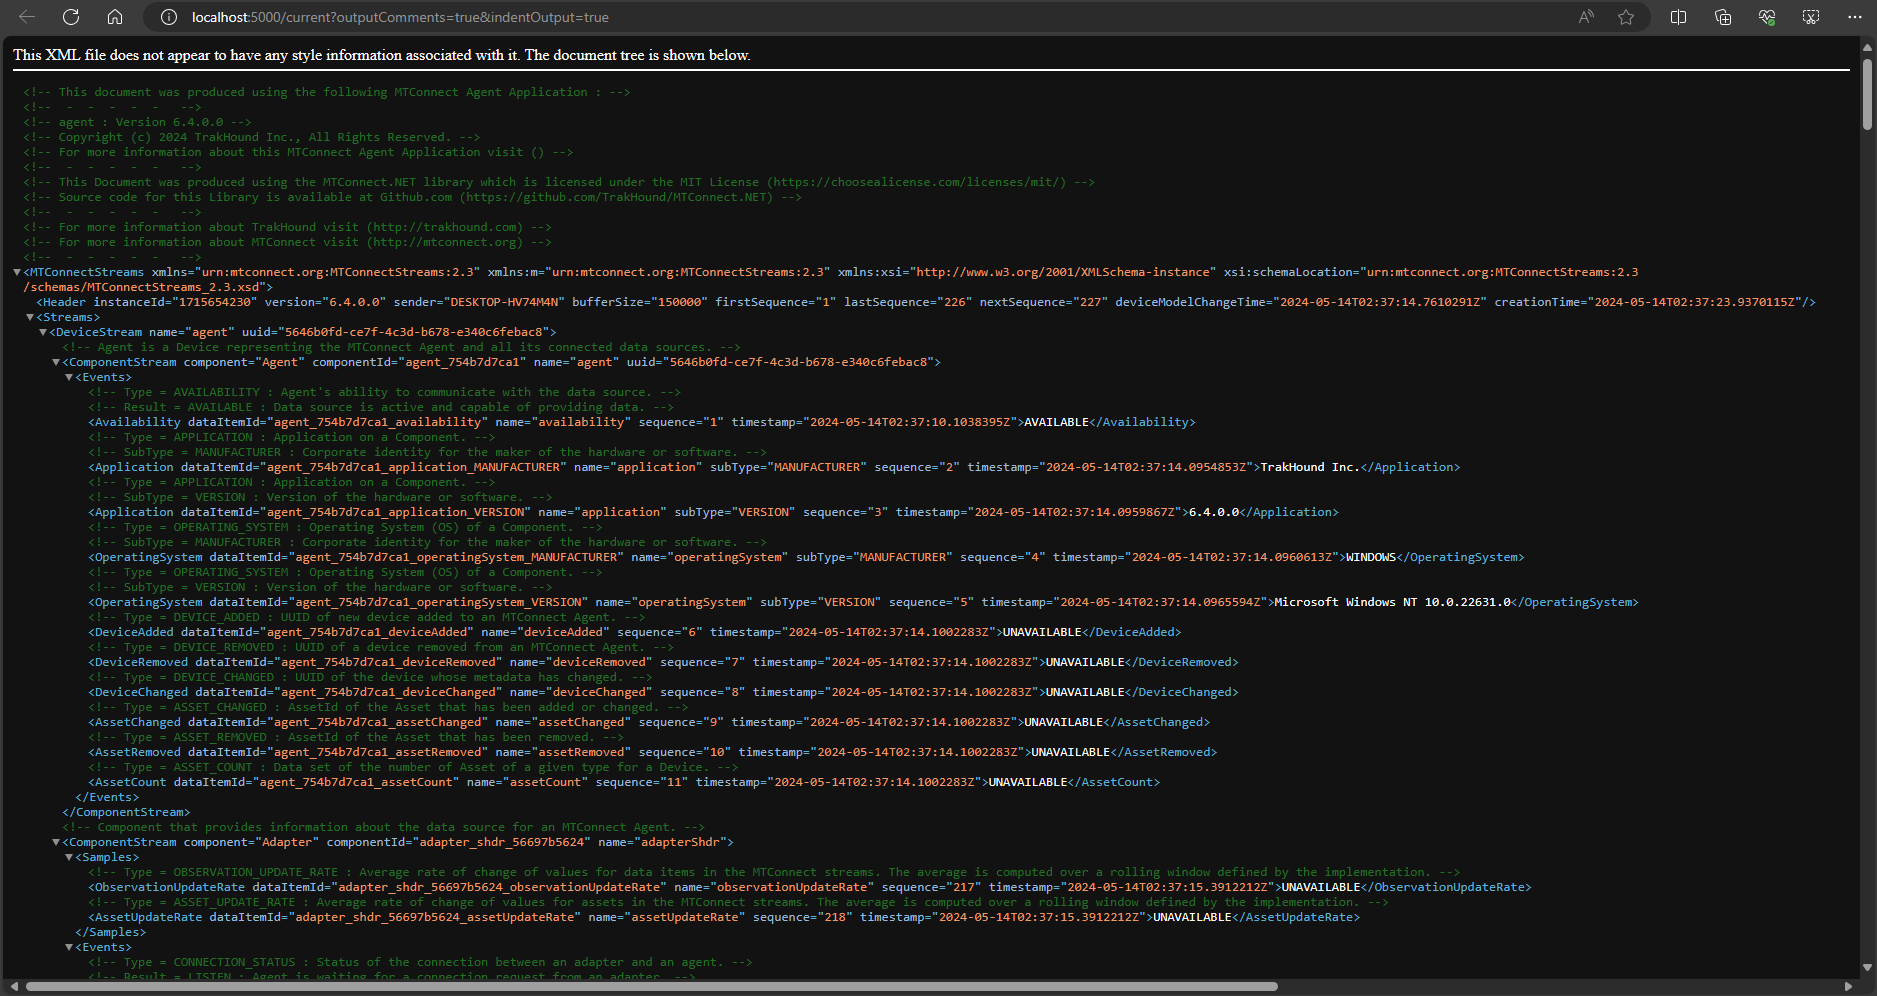 localhost:5000/current?outputComments=true&indentOutput=true
This XML file does not appear to have any style information associated with it. The document tree is shown below.
<!-- This document was produced using the following MTConnect Agent Application : -->
<!-- - - - - - - -->
<!-- agent : Version 6.4.0.0 -->
<!-- Copyright (c) 2024 TrakHound Inc., All Rights Reserved. -->
<!-- For more information about this MTConnect Agent Application visit () -->
<!-- - - - - - - -->
<!-- This Document was produced using the MTConnect.NET library which is licensed under the MIT License (https://choosealicense.com/licenses/mit/) -->
<!-- Source code for this Library is available at Github.com (https://github.com/TrakHound/MTConnect.NET) -->
<!-- - - - - - - -->
<!-- For more information about TrakHound visit (http://trakhound.com) -->
<!-- For more information about MTConnect visit (http://mtconnect.org) -->
<!-- - - - - - - -->
▼<MTConnectStreams xmlns="urn:mtconnect.org:MTConnectStreams:2.3" xmlns:m="urn:mtconnect.org:MTConnectStreams:2.3" xmlns:xsi="http://www.w3.org/2001/XMLSchema-instance" xsi:schemaLocation="urn:mtconnect.org:MTConnectStreams:2.3
/schemas/MTConnectStreams_2.3.xsd">
<Header instanceId="1715654230" version="6.4.0.0" sender="DESKTOP-HV74M4N" bufferSize="150000" firstSequence="1" lastSequence="226" nextSequence="227" deviceModelChangeTime="2024-05-14T02:37:14.7610291Z" creationTime="2024-05-14T02:37:23.9370115Z"/>
▼<Streams>
▼<DeviceStream name="agent" uuid="5646b0fd-ce7f-4c3d-b678-e340c6febac8">
<!-- Agent is a Device representing the MTConnect Agent and all its connected data sources. -->
▼<ComponentStream component="Agent" componentId="agent_754b7d7ca1" name="agent" uuid="5646b0fd-ce7f-4c3d-b678-e340c6febac8">
▼<Events>
<!-- Type = AVAILABILITY : Agent's ability to communicate with the data source. -->
<!-- Result = AVAILABLE : Data source is active and capable of providing data. -->
<Availability dataItemId="agent_754b7d7ca1_availability" name="availability" sequence="1" timestamp="2024-05-14T02:37:10.1038395Z">AVAILABLE</Availability>
<!-- Type = APPLICATION : Application on a Component. -->
<!-- SubType = MANUFACTURER : Corporate identity for the maker of the hardware or software. -->
<Application dataItemId="agent_754b7d7ca1_application_MANUFACTURER" name="application" subType="MANUFACTURER" sequence="2" timestamp="2024-05-14T02:37:14.0954853Z">TrakHound Inc.</Application>
<!-- Type = APPLICATION : Application on a Component. -->
<!-- SubType = VERSION : Version of the hardware or software. -->
<Application dataItemId="agent_754b7d7ca1_application_VERSION" name="application" subType="VERSION" sequence="3" timestamp="2024-05-14T02:37:14.0959867Z">6.4.0.0</Application>
<!-- Type = OPERATING_SYSTEM : Operating System (OS) of a Component. -->
<!-- SubType = MANUFACTURER : Corporate identity for the maker of the hardware or software. -->
<OperatingSystem dataItemId="agent_754b7d7ca1_operatingSystem_MANUFACTURER" name="operatingSystem" subType="MANUFACTURER" sequence="4" timestamp="2024-05-14T02:37:14.0960613Z">WINDOWS</OperatingSystem>
<!-- Type = OPERATING_SYSTEM : Operating System (OS) of a Component. -->
<!-- SubType = VERSION : Version of the hardware or software. -->
<OperatingSystem dataItemId="agent_754b7d7ca1_operatingSystem_VERSION" name="operatingSystem" subType="VERSION" sequence="5" timestamp="2024-05-14T02:37:14.0965594Z">Microsoft Windows NT 10.0.22631.0</OperatingSystem>
<!-- Type = DEVICE_ADDED : UUID of new device added to an MTConnect Agent. -->
<DeviceAdded dataItemId="agent_754b7d7ca1_deviceAdded" name="deviceAdded" sequence="6" timestamp="2024-05-14T02:37:14.1002283Z">UNAVAILABLE</DeviceAdded>
<!-- Type = DEVICE_REMOVED : UUID of a device removed from an MTConnect Agent. -->
<DeviceRemoved dataItemId="agent_754b7d7ca1_deviceRemoved" name="deviceRemoved" sequence="7" timestamp="2024-05-14T02:37:14.1002283Z">UNAVAILABLE</DeviceRemoved>
<!-- Type = DEVICE_CHANGED : UUID of the device whose metadata has changed. -->
<DeviceChanged dataItemId="agent_754b7d7ca1_deviceChanged" name="deviceChanged" sequence="8" timestamp="2024-05-14T02:37:14.1002283Z">UNAVAILABLE</DeviceChanged>
<!-- Type = ASSET_CHANGED : AssetId of the Asset that has been added or changed. -->
<AssetChanged dataItemId="agent_754b7d7ca1_assetChanged" name="assetChanged" sequence="9" timestamp="2024-05-14T02:37:14.1002283Z">UNAVAILABLE</AssetChanged>
<!-- Type = ASSET_REMOVED : AssetId of the Asset that has been removed. -->
<AssetRemoved dataItemId="agent_754b7d7ca1_assetRemoved" name="assetRemoved" sequence="10" timestamp="2024-05-14T02:37:14.1002283Z">UNAVAILABLE</AssetRemoved>
<!-- Type = ASSET_COUNT : Data set of the number of Asset of a given type for a Device. -->
<AssetCount dataItemId="agent_754b7d7ca1_assetCount" name="assetCount" sequence="11" timestamp="2024-05-14T02:37:14.1002283Z">UNAVAILABLE</AssetCount>
</Events>
</ComponentStream>
<!-- Component that provides information about the data source for an MTConnect Agent. -->
▼<ComponentStream component="Adapter" componentId="adapter_shdr_56697b5624" name="adapterShdr">
▼<Samples>
<!-- Type = OBSERVATION_UPDATE_RATE : Average rate of change of values for data items in the MTConnect streams. The average is computed over a rolling window defined by the implementation. -->
<ObservationUpdateRate dataItemId="adapter_shdr_56697b5624_observationUpdateRate" name="observationUpdateRate" sequence="217" timestamp="2024-05-14T02:37:15.3912212Z">UNAVAILABLE</ObservationUpdateRate>
<!-- Type = ASSET_UPDATE_RATE : Average rate of change of values for assets in the MTConnect streams. The average is computed over a rolling window defined by the implementation. -->
<AssetUpdateRate dataItemId="adapter_shdr_56697b5624_assetUpdateRate" name="assetUpdateRate" sequence="218" timestamp="2024-05-14T02:37:15.3912212Z">UNAVAILABLE</AssetUpdateRate>
</Samples>
▼<Events>
<!-- Type = CONNECTION_STATUS : Status of the connection between an adapter and an agent. -->
<!-- Result = LISTEN : Agent is waiting for a connection request from an adapter. -->